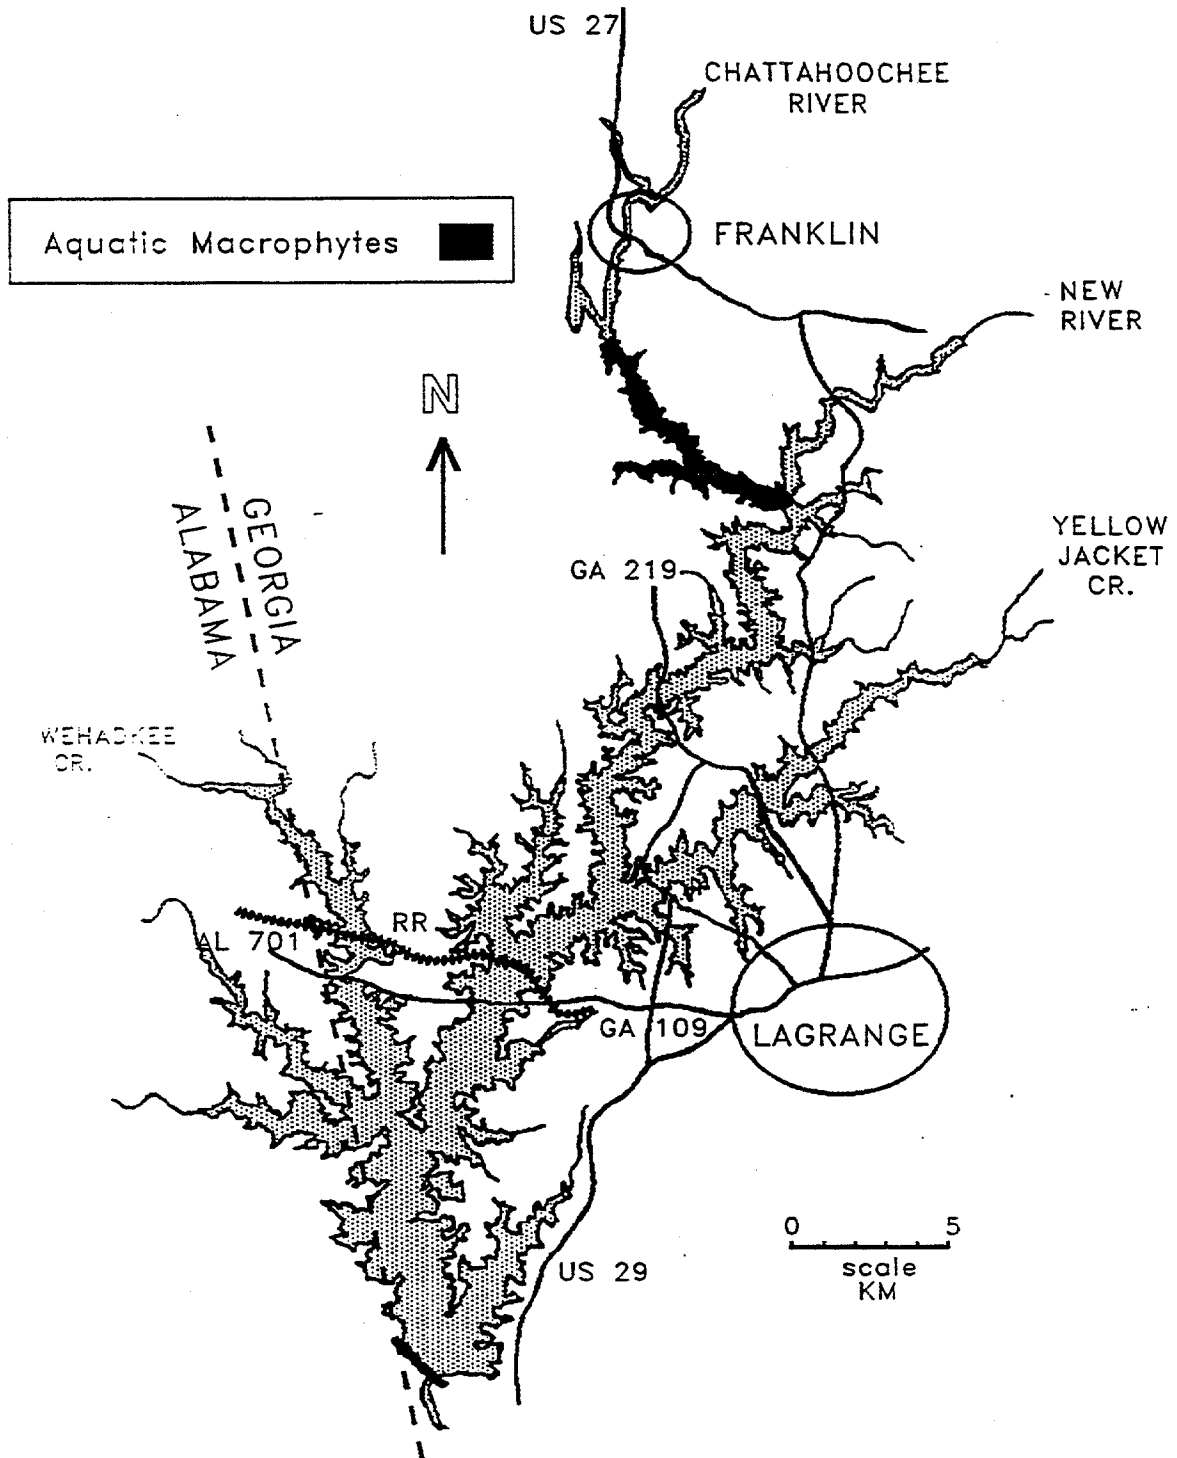 US 27
CHATTAHOOCHEE
RIVER
Aquatic Macrophytes
FRANKLIN
NEW
RIVER
N
GEORGIA
ALABAMA
YELLOW
JACKET
CR.
GA 219
WEHADKEE
CR.
RR
AL 701
GA 109
LAGRANGE
0 5
scale
KM
US 29